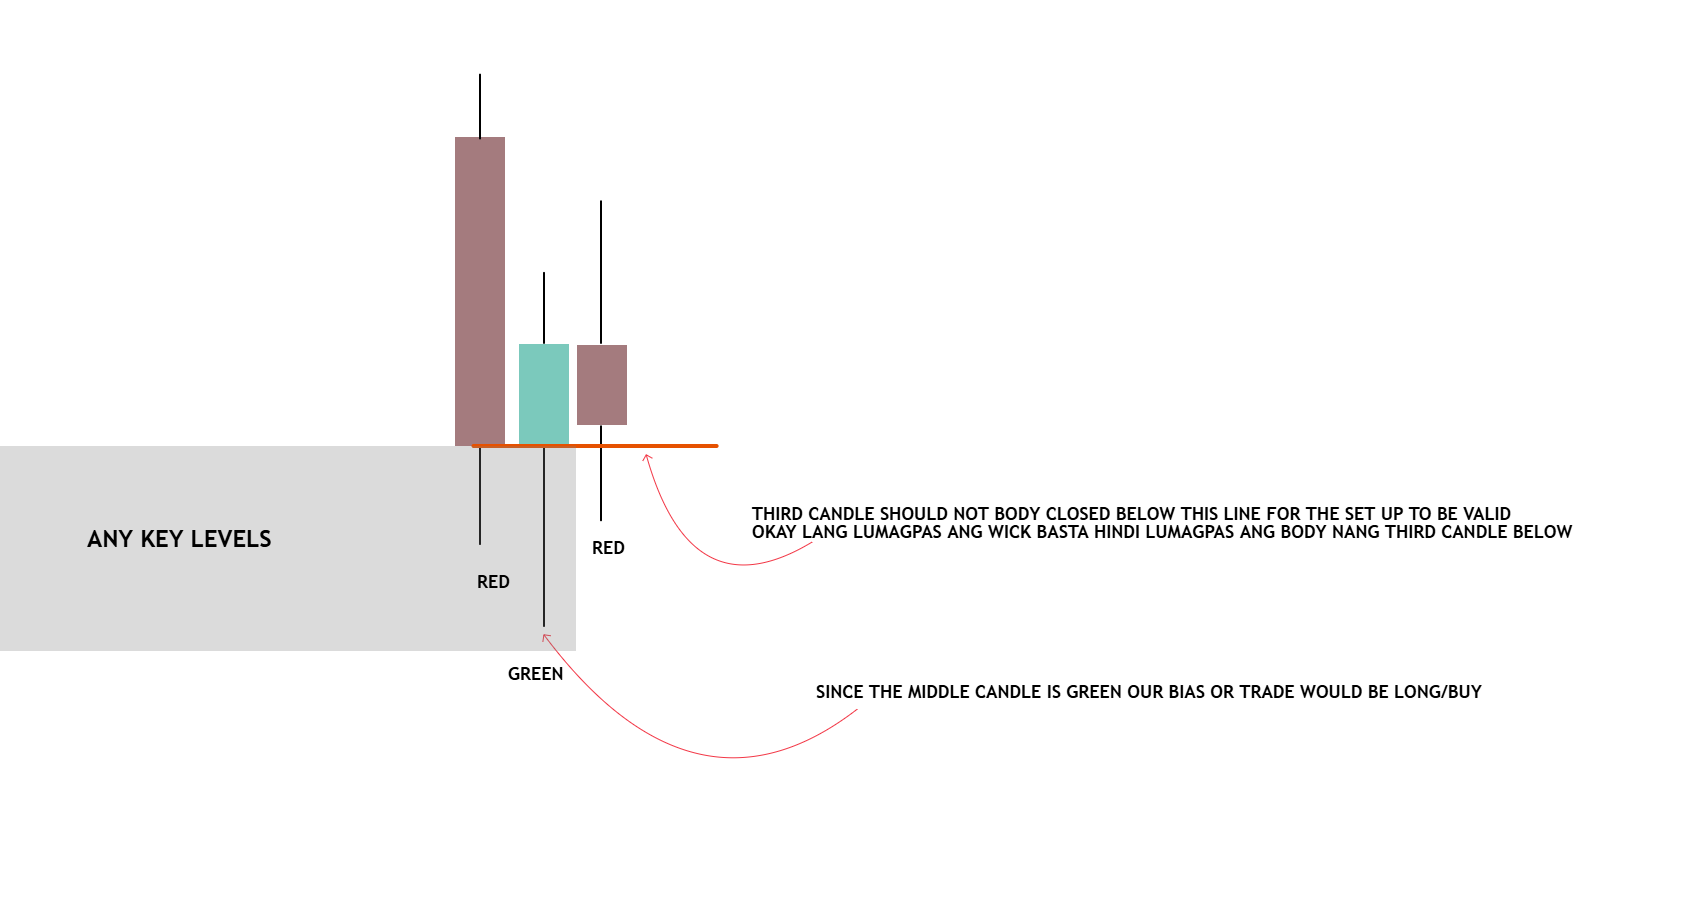 ANY KEY LEVELS
RED
GREEN
RED
THIRD CANDLE SHOULD NOT BODY CLOSED BELOW THIS LINE FOR THE SET UP TO BE VALID
OKAY LANG LUMAGPAS ANG WICK BASTA HINDI LUMAGPAS ANG BODY NANG THIRD CANDLE BELOW
SINCE THE MIDDLE CANDLE IS GREEN OUR BIAS OR TRADE WOULD BE LONG/BUY